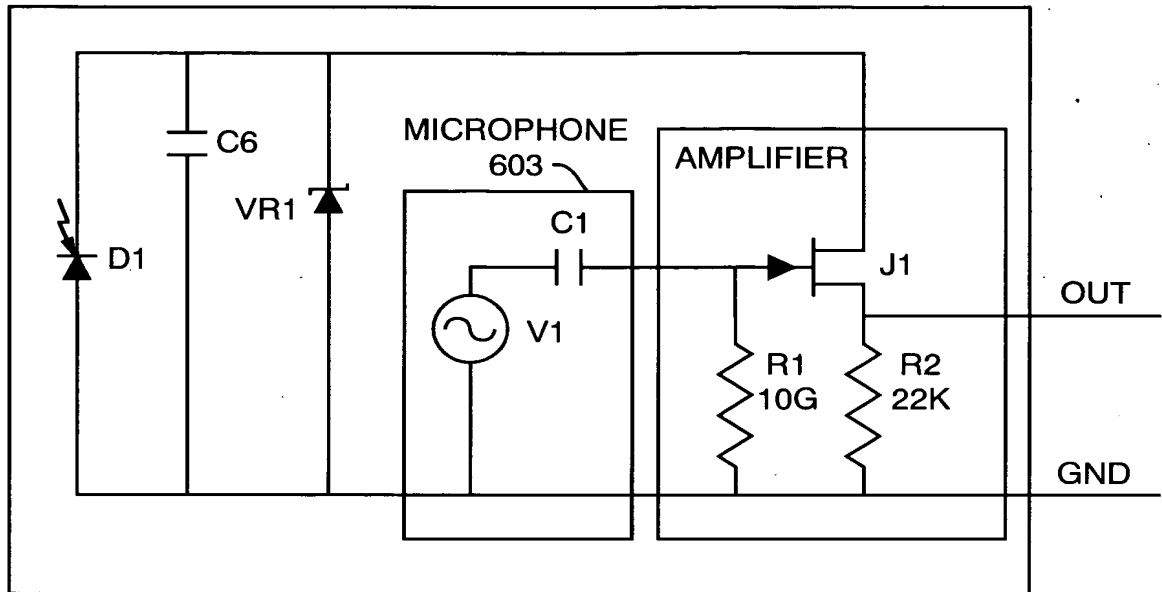 C6
MICROPHONE
603
AMPLIFIER
VR1
C1
D1
J1
V1
OUT
R1
10G
R2
22K
GND